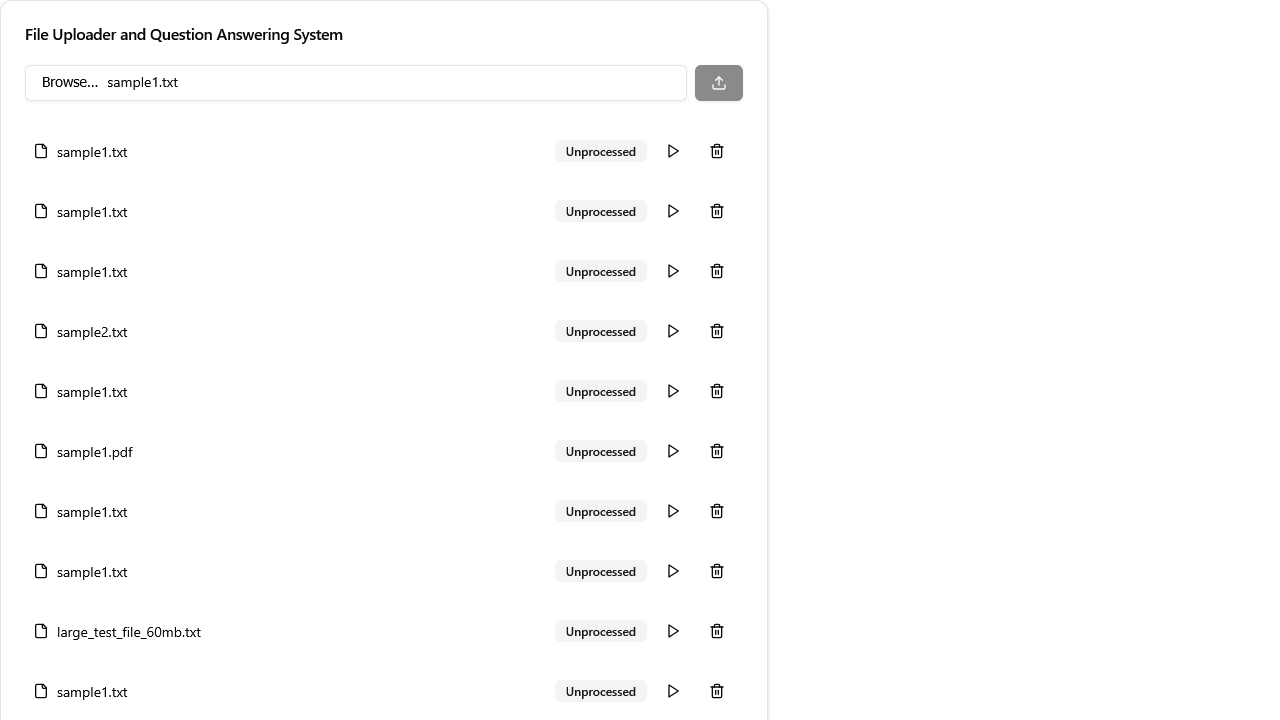 File Uploader and Question Answering System
Browse... sample1.txt
sample1.txt Unprocessed
sample1.txt Unprocessed
sample1.txt Unprocessed
sample2.txt Unprocessed
sample1.txt Unprocessed
sample1.pdf Unprocessed
sample1.txt Unprocessed
sample1.txt Unprocessed
large_test_file_60mb.txt Unprocessed
sample1.txt Unprocessed